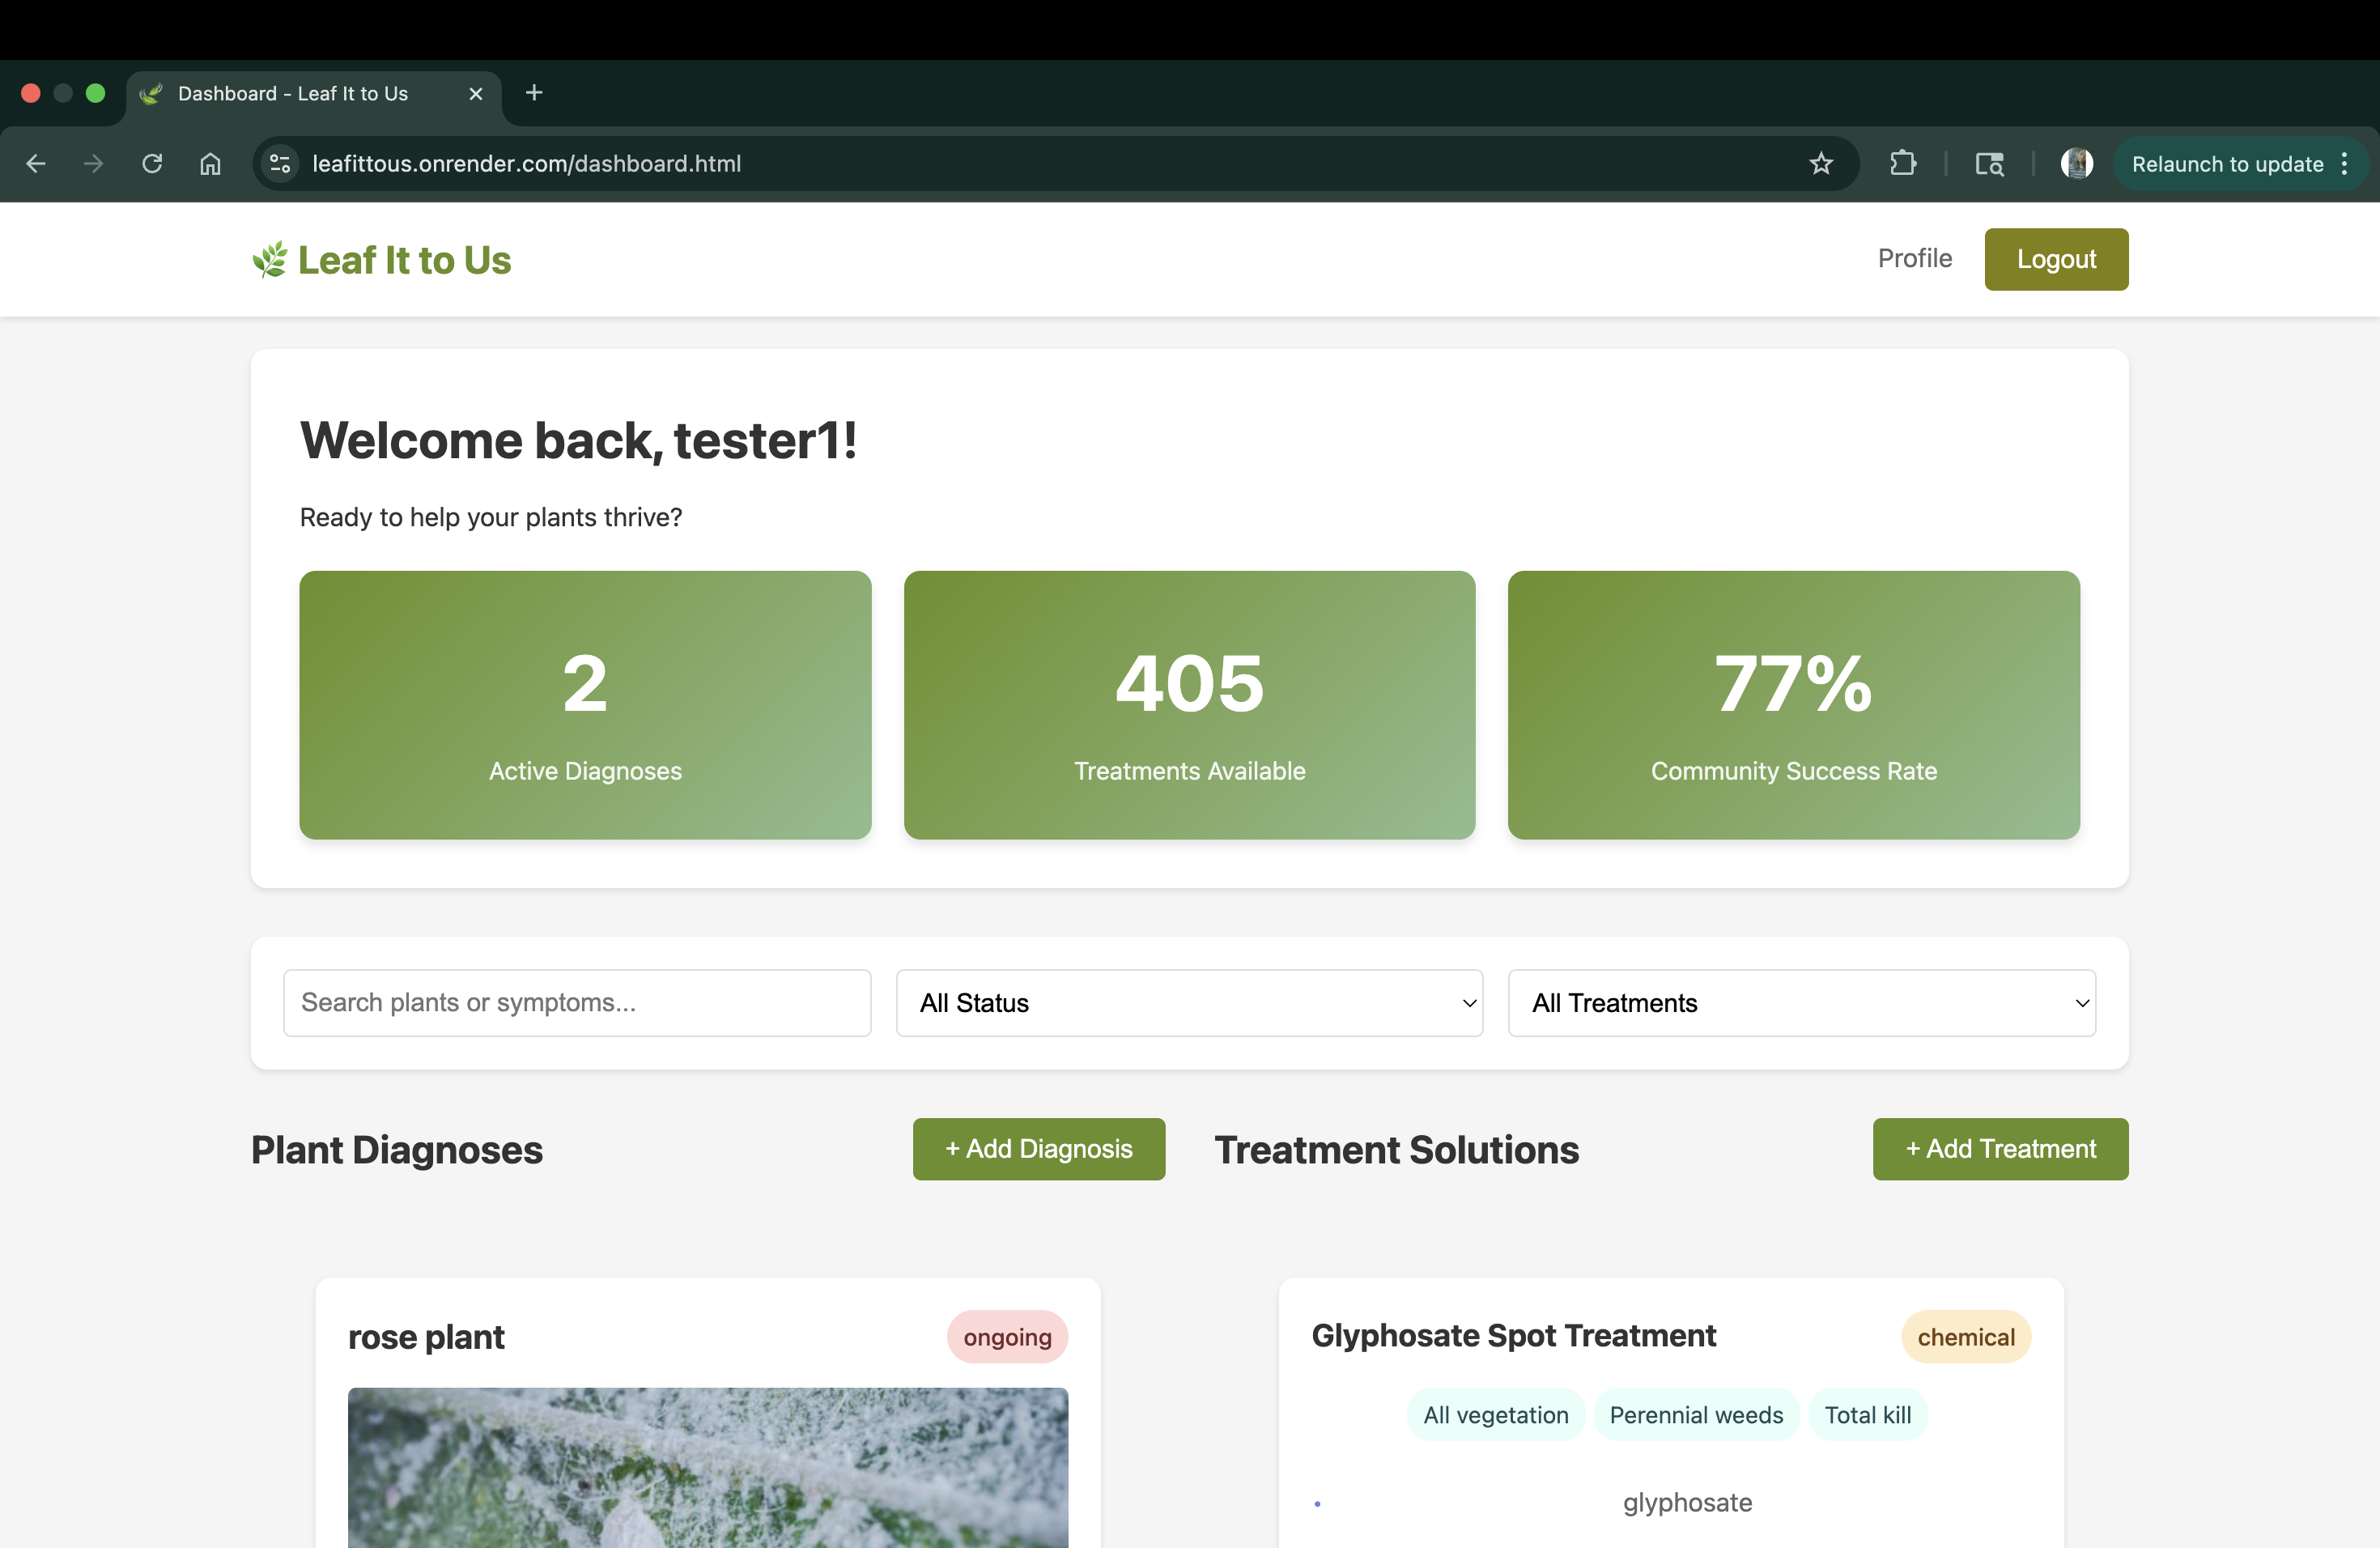 Dashboard - Leaf It to Us
leafittous.onrender.com/dashboard.html
Relaunch to update
Leaf It to Us
Profile
Logout
Welcome back, tester1!
Ready to help your plants thrive?
2
405
77%
Active Diagnoses
Treatments Available
Community Success Rate
Search plants or symptoms...
All Status
All Treatments
Plant Diagnoses
+ Add Diagnosis
Treatment Solutions
+ Add Treatment
rose plant
ongoing
Glyphosate Spot Treatment
chemical
All vegetation
Perennial weeds
Total kill
• glyphosate